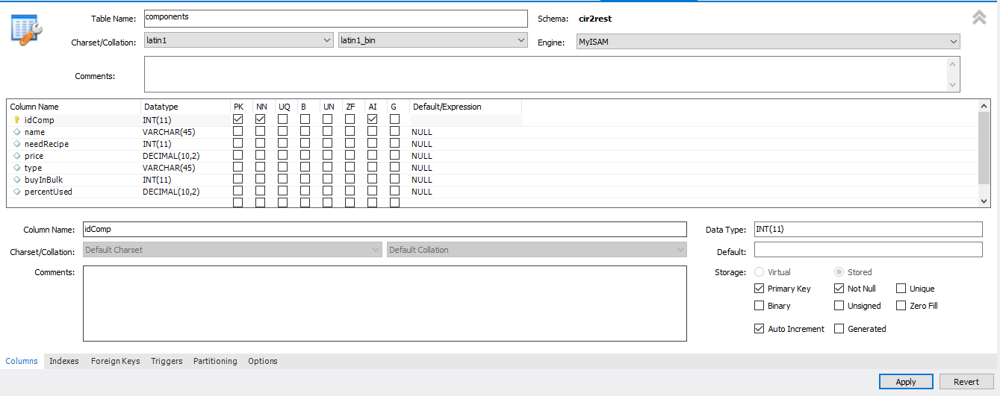 Table Name: components Schema: cir2rest
Charset/Collation: latin1 latin1_bin Engine: MyISAM
Comments:
Column Name Datatype PK NN UQ B UN ZF AI G Default/Expression
idComp INT(11)
name VARCHAR(45) NULL
needRecipe INT(11) NULL
price DECIMAL(10,2) NULL
type VARCHAR(45) NULL
buyInBulk INT(11) NULL
percentUsed DECIMAL(10,2) NULL
Column Name: idComp Data Type: INT(11)
Charset/Collation: Default Charset Default Collation Default:
Comments: Storage: Virtual Stored
Primary Key Not Null Unique
Binary Unsigned Zero Fill
Auto Increment Generated
Columns Indexes Foreign Keys Triggers Partitioning Options
Apply Revert